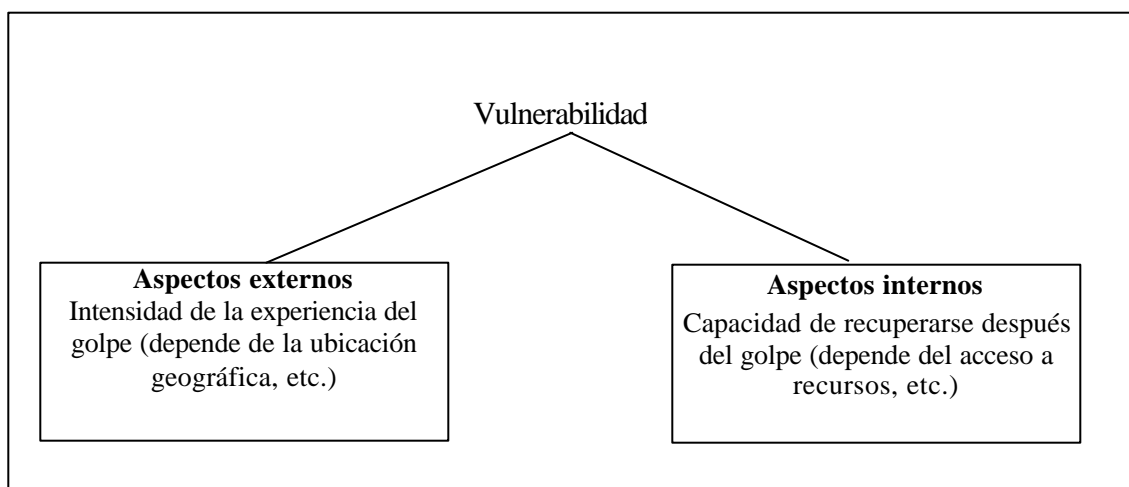 Vulnerabilidad
Aspectos externos
Intensidad de la experiencia del
golpe (depende de la ubicación
geográfica, etc.)
Aspectos internos
Capacidad de recuperarse después
del golpe (depende del acceso a
recursos, etc.)